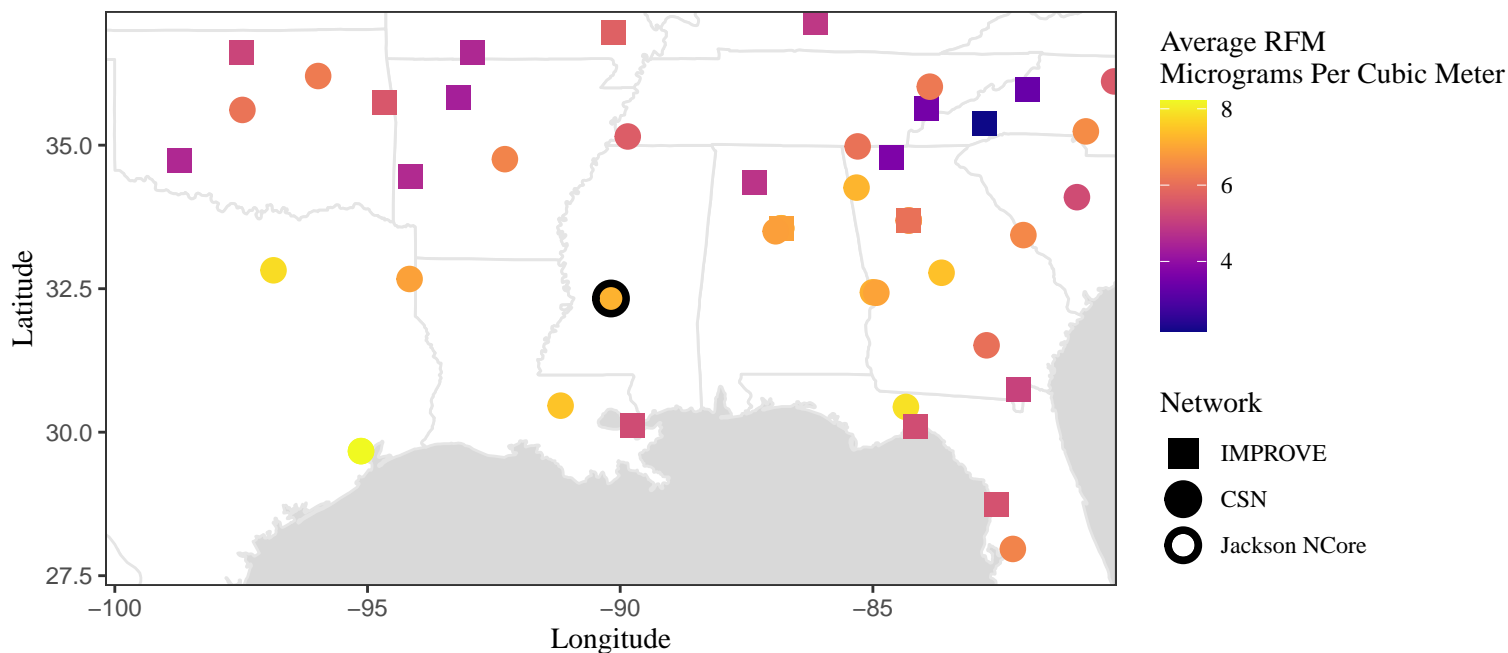 Average RFM
Micrograms Per Cubic Meter
8
6
4
Network
IMPROVE
CSN
Jackson NCore
35.0
32.5
30.0
27.5
Latitude
−100
−95
−90
−85
Longitude